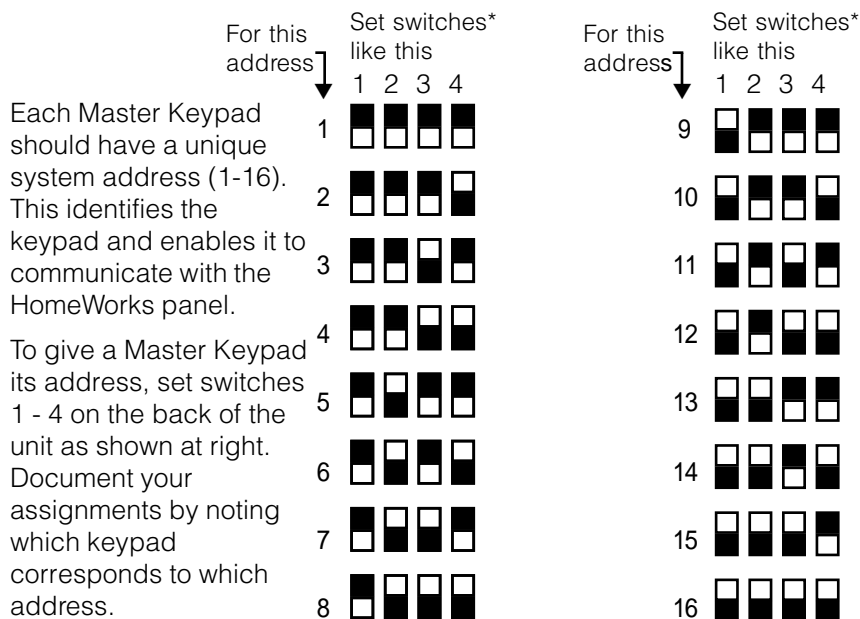 Each Master Keypad
should have a unique
system address (1-16).
This identifies the
keypad and enables it to
communicate with the
HomeWorks panel.
To give a Master Keypad
its address, set switches
1 - 4 on the back of the
unit as shown at right.
Document your
assignments by noting
which keypad
corresponds to which
address.
For this
address
Set switches*
like this
1 2 3 4
1
2
3
4
5
6
7
8
For this
address
Set switches*
like this
1 2 3 4
9
10
11
12
13
14
15
16